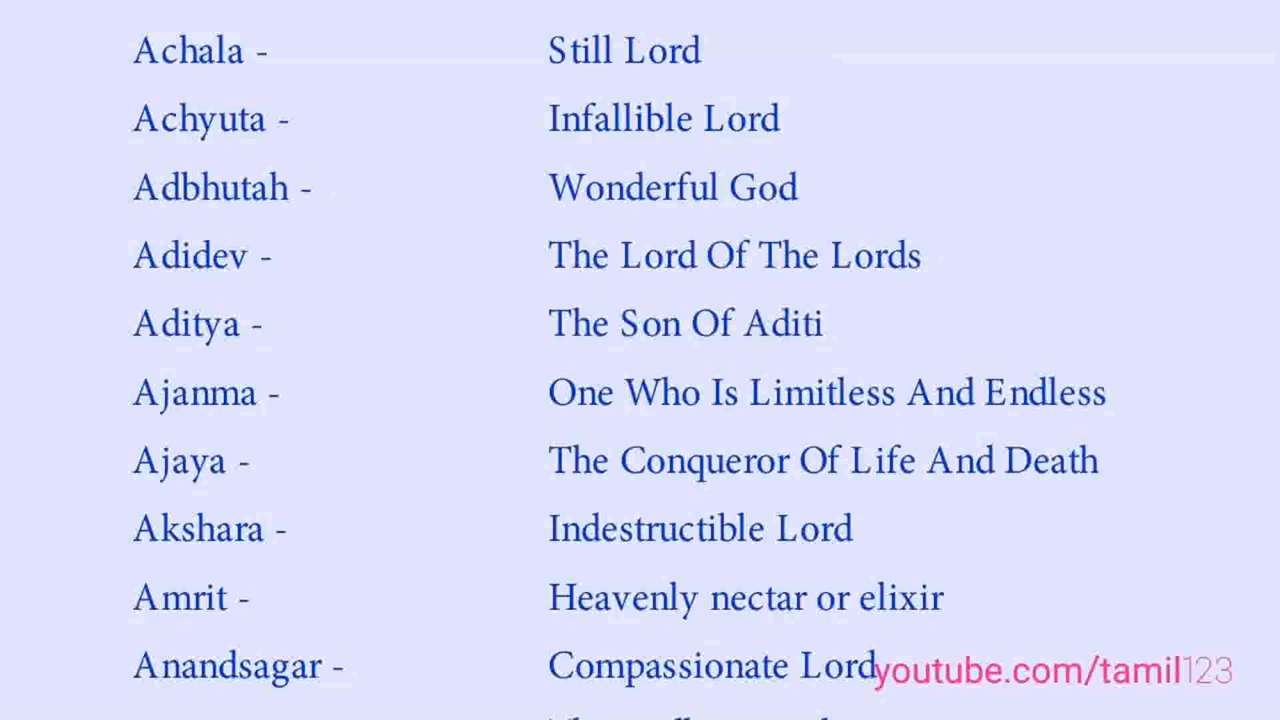 Achala - Still Lord
Achyuta - Infallible Lord
Adbhutah - Wonderful God
Adidev - The Lord Of The Lords
Aditya - The Son Of Aditi
Ajanma - One Who Is Limitless And Endless
Ajaya - The Conqueror Of Life And Death
Akshara - Indestructible Lord
Amrit - Heavenly nectar or elixir
Anandsagar - Compassionate Lord
youtube.com/tamil123